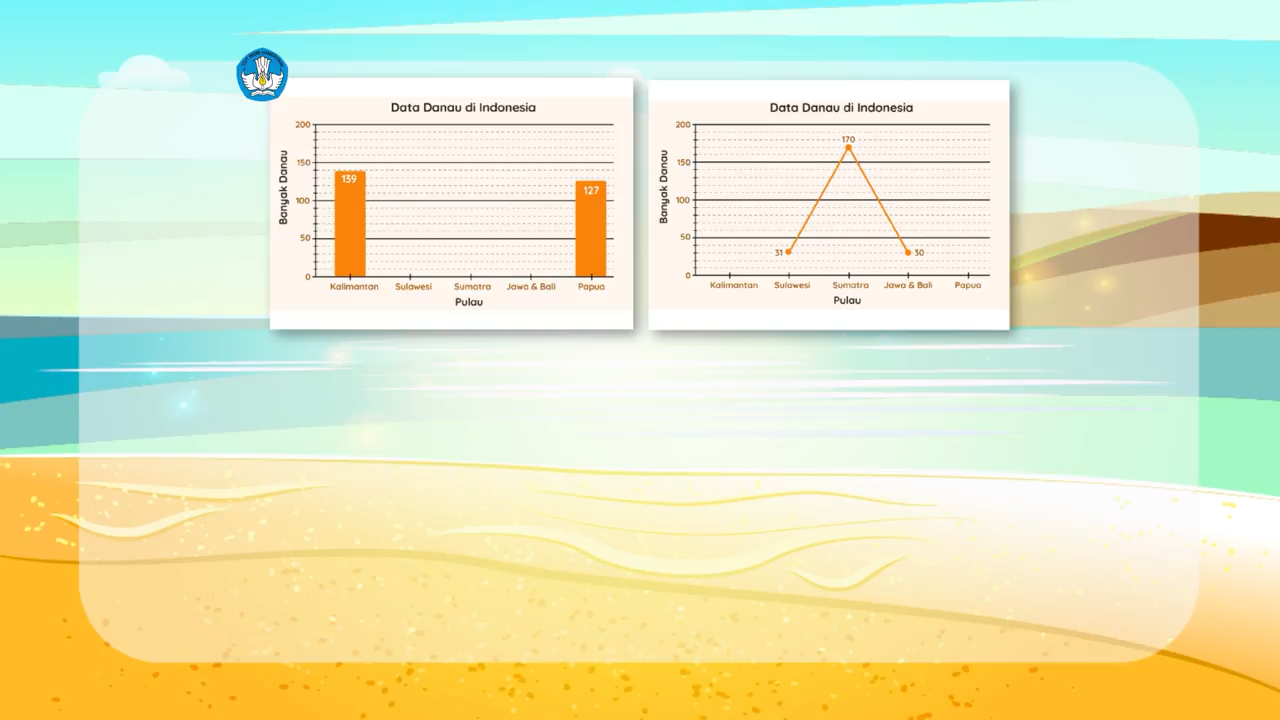 Data Danau di Indonesia
Banyak Danau
200
150
100
50
0
139
127
Kalimantan Sulawesi Sumatra Jawa & Bali Papua
Pulau
Data Danau di Indonesia
Banyak Danau
200
150
100
50
0
170
31
30
Kalimantan Sulawesi Sumatra Jawa & Bali Papua
Pulau